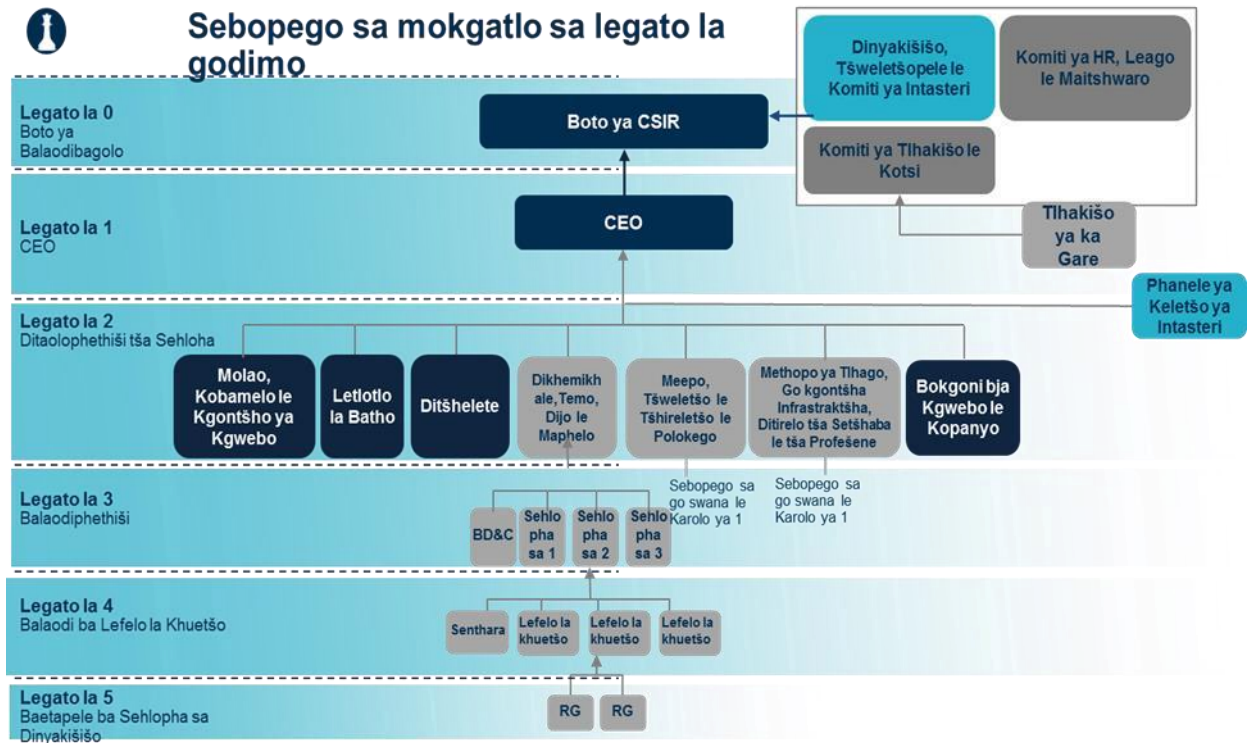 Sebopego sa mokgatlo sa legato la
godimo
Dinyakišišo,
Tšweletšopele le
Komiti ya Intasteri
Komiti ya HR, Leago
le Maitshwaro
Legato la 0
Boto ya
Balaodibagolo
Boto ya CSIR
Komiti ya Tlhakišo le
Kotsi
Legato la 1
CEO
CEO
Tlhakišo
ya ka
Gare
Phanele ya
Keletšo ya
Intasteri
Legato la 2
Ditaolophethiši tša Sehloha
Molao,
Kobamelo le
Kgontšho ya
Kgwebo
Letlotlo
la Batho
Ditšhelete
Dikhemikh
ale, Temo,
Dijo le
Maphelo
Meepo,
Tšweletšo le
Tšhireletšo le
Polokego
Methopo ya Tlhago,
Go kgontšha
Infrastraktšha,
Ditirelo tša Setšhaba
le tša Profešene
Bokgoni bja
Kgwebo le
Kopanyo
Legato la 3
Balaodiphethiši
BD&C
Sehlo
pha
sa 1
Sehlo
pha
sa 2
Sehlo
pha
sa 3
Sebopego sa
go swana le
Karolo ya 1
Sebopego sa
go swana le
Karolo ya 1
Legato la 4
Balaodi ba Lefelo la Khuetšo
Senthara
Lefelo la
khuetšo
Lefelo la
khuetšo
Lefelo la
khuetšo
Legato la 5
Baetapele ba Sehlopha sa
Dinyakišišo
RG
RG